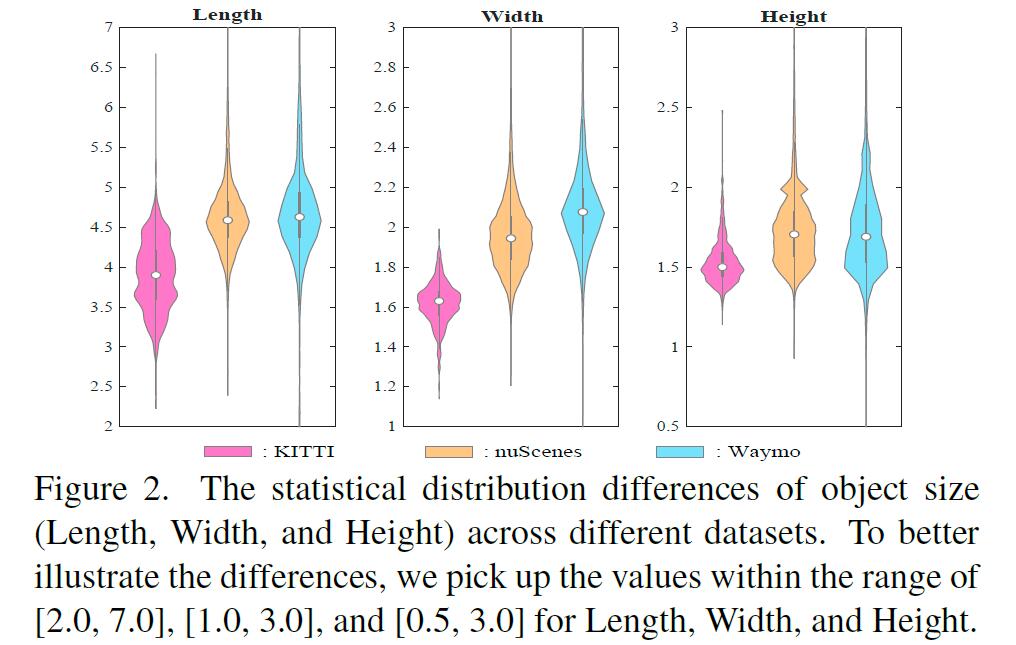 Length
Width
Height
7
6.5
6
5.5
5
4.5
4
3.5
3
2.5
2
3
2.8
2.6
2.4
2.2
2
1.8
1.6
1.4
1.2
1
3
2.5
2
1.5
1
0.5
: KITTI
: nuScenes
: Waymo
Figure 2. The statistical distribution differences of object size
(Length, Width, and Height) across different datasets. To better
illustrate the differences, we pick up the values within the range of
[2.0, 7.0], [1.0, 3.0], and [0.5, 3.0] for Length, Width, and Height.